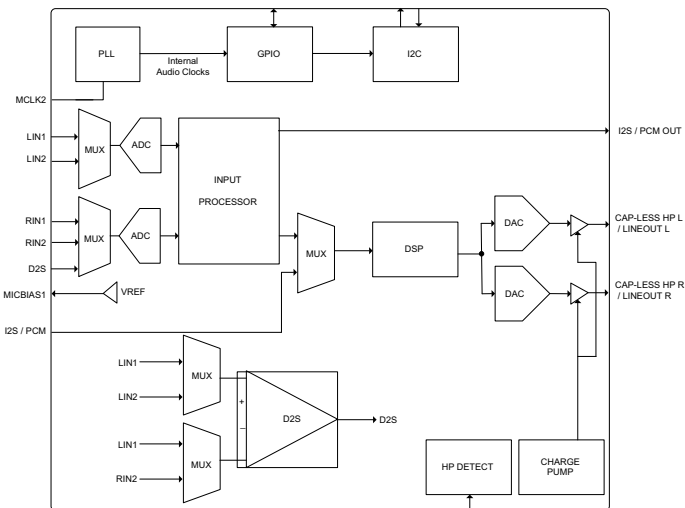 PLL
Internal
Audio Clocks
GPIO
I2C
MCLK2
LIN1
LIN2
MUX
ADC
INPUT
PROCESSOR
I2S / PCM OUT
RIN1
RIN2
D2S
MUX
ADC
MUX
DSP
DAC
CAP-LESS HP L
/ LINEOUT L
DAC
CAP-LESS HP R
/ LINEOUT R
MICBIAS1
VREF
I2S / PCM
LIN1
LIN2
MUX
+
–
D2S
D2S
LIN1
RIN2
MUX
HP DETECT
CHARGE
PUMP